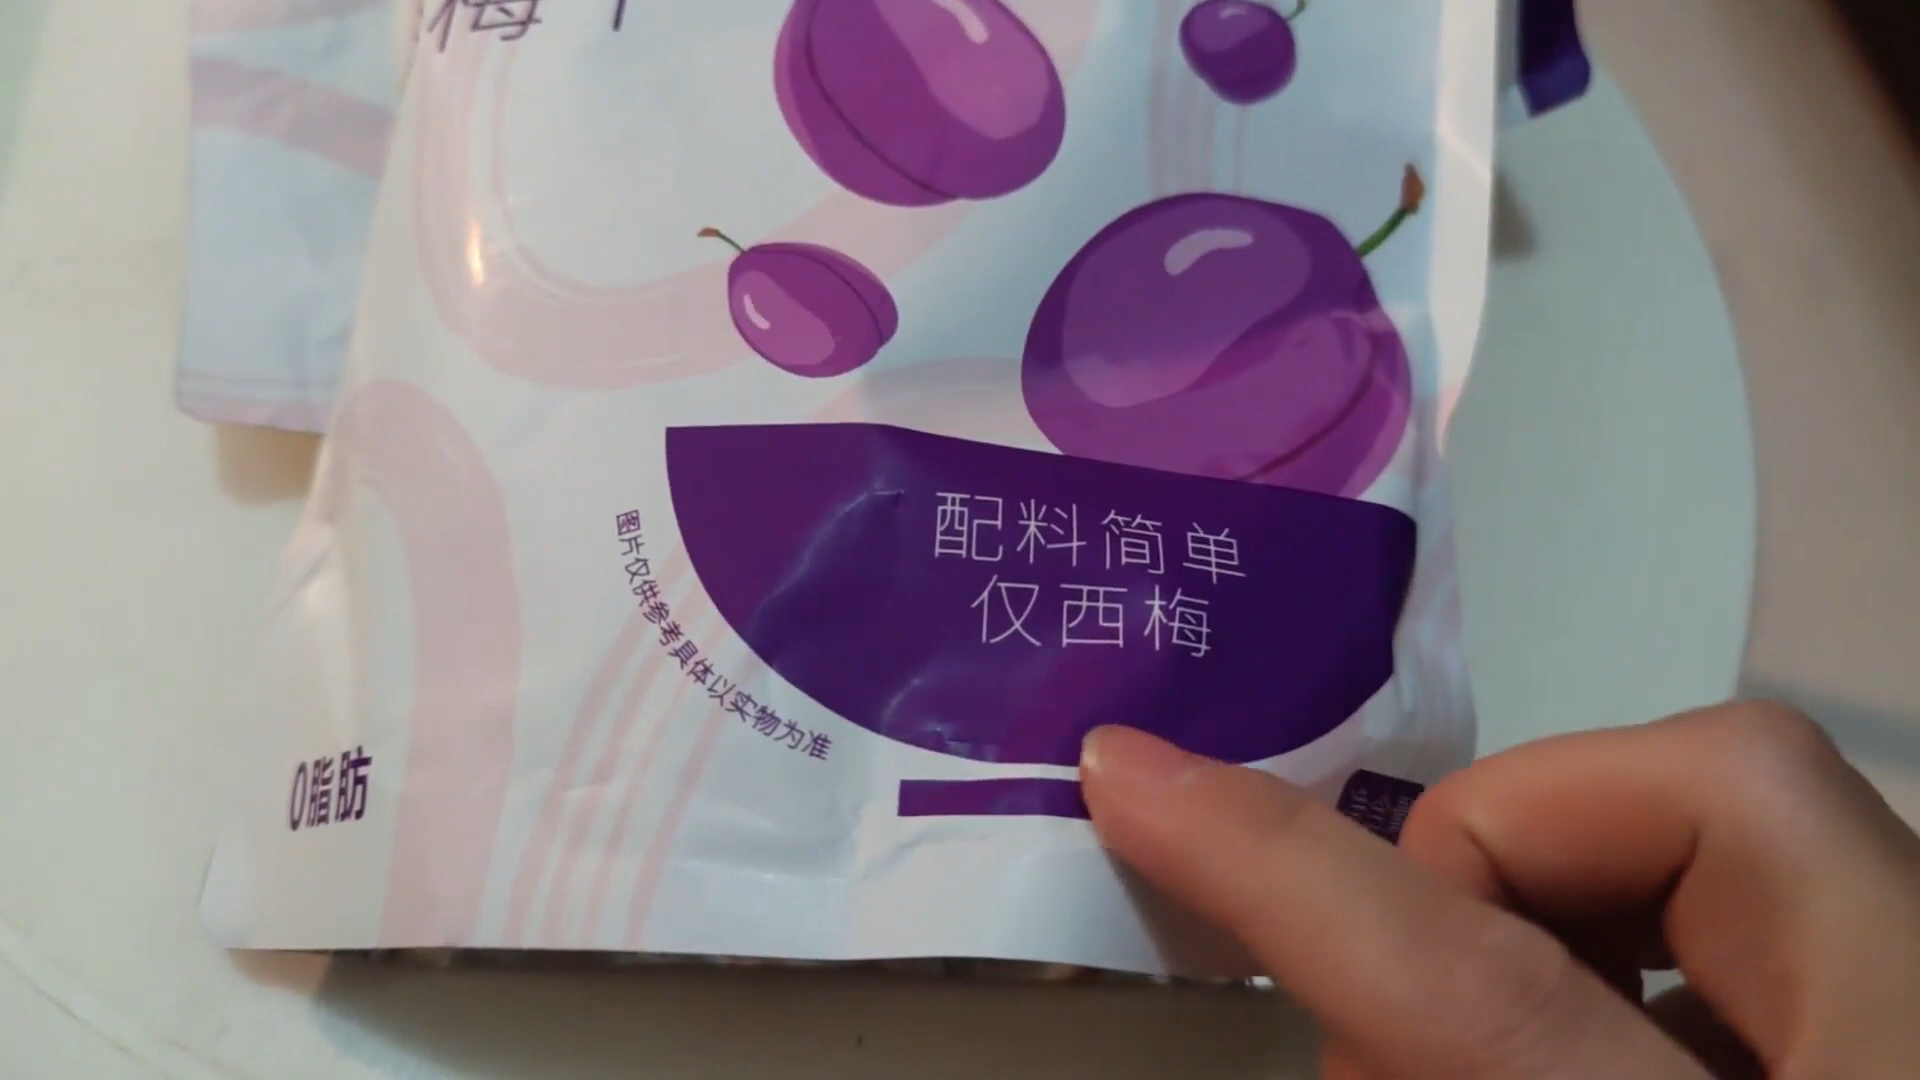 梅干
配料简单
仅西梅
图片仅供参考具体以实物为准
0脂肪